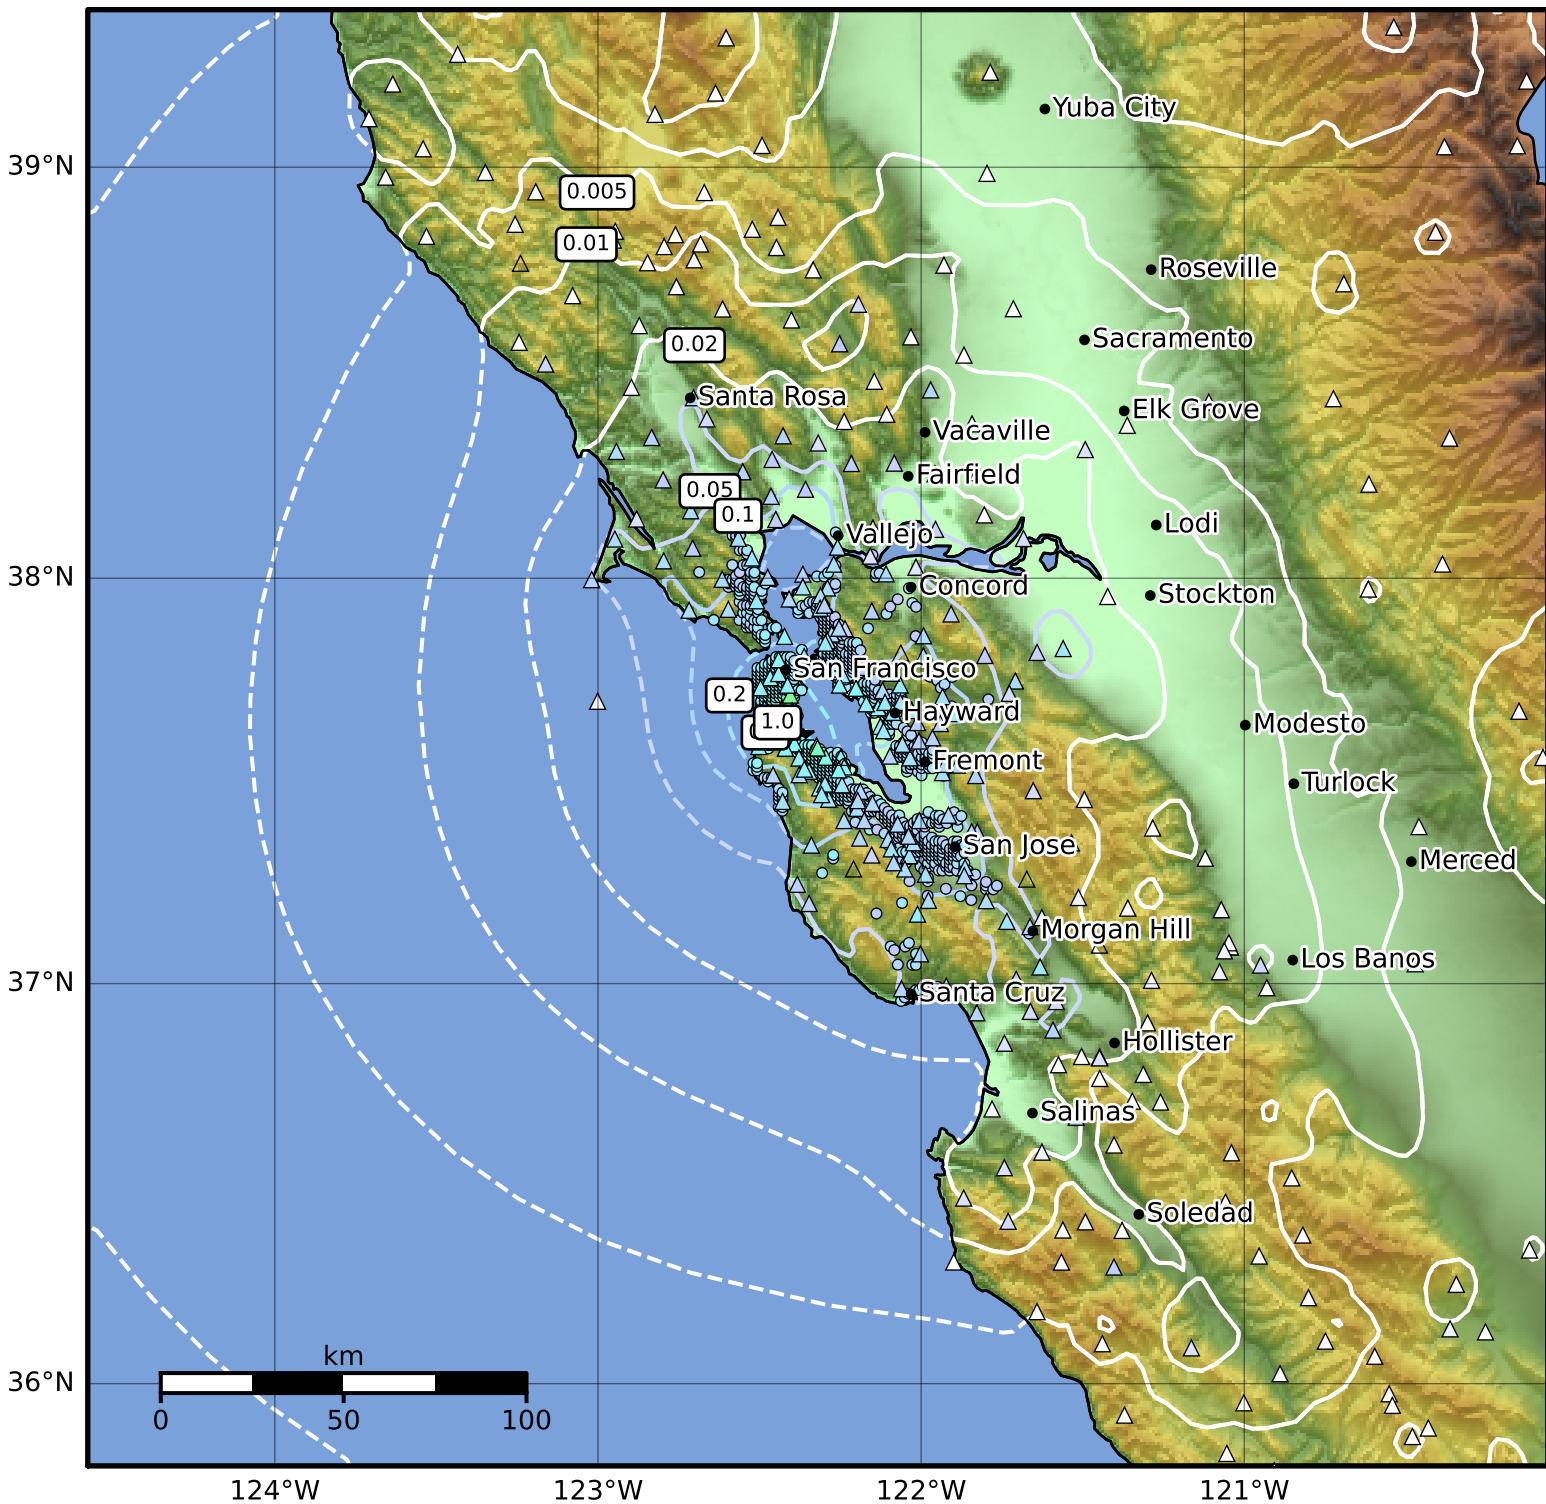 Yuba City
39°N
0.005
0.01
Roseville
0.02
Sacramento
Santa Rosa
Elk Grove
Vacaville
Fairfield
0.05
0.1
Lodi
Vallejo
38°N
Concord
Stockton
San Francisco
0.2
Hayward
1.0
Modesto
Fremont
Turlock
San Jose
Merced
Morgan Hill
Los Banos
37°N
Santa Cruz
Hollister
Salinas
Soledad
km
36°N
0 50 100
124°W 123°W 122°W 121°W